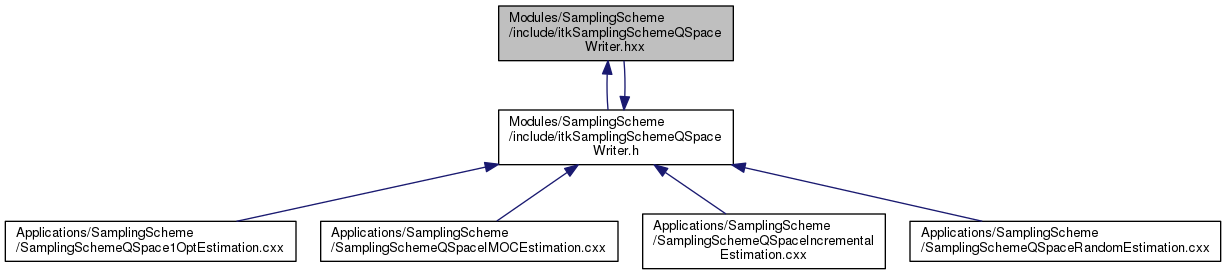 Modules/SamplingScheme
/include/itkSamplingSchemeQSpace
Writer.hxx
Modules/SamplingScheme
/include/itkSamplingSchemeQSpace
Writer.h
Applications/SamplingScheme
/SamplingSchemeQSpace1OptEstimation.cxx
Applications/SamplingScheme
/SamplingSchemeQSpaceIMOCEstimation.cxx
Applications/SamplingScheme
/SamplingSchemeQSpaceIncremental
Estimation.cxx
Applications/SamplingScheme
/SamplingSchemeQSpaceRandomEstimation.cxx